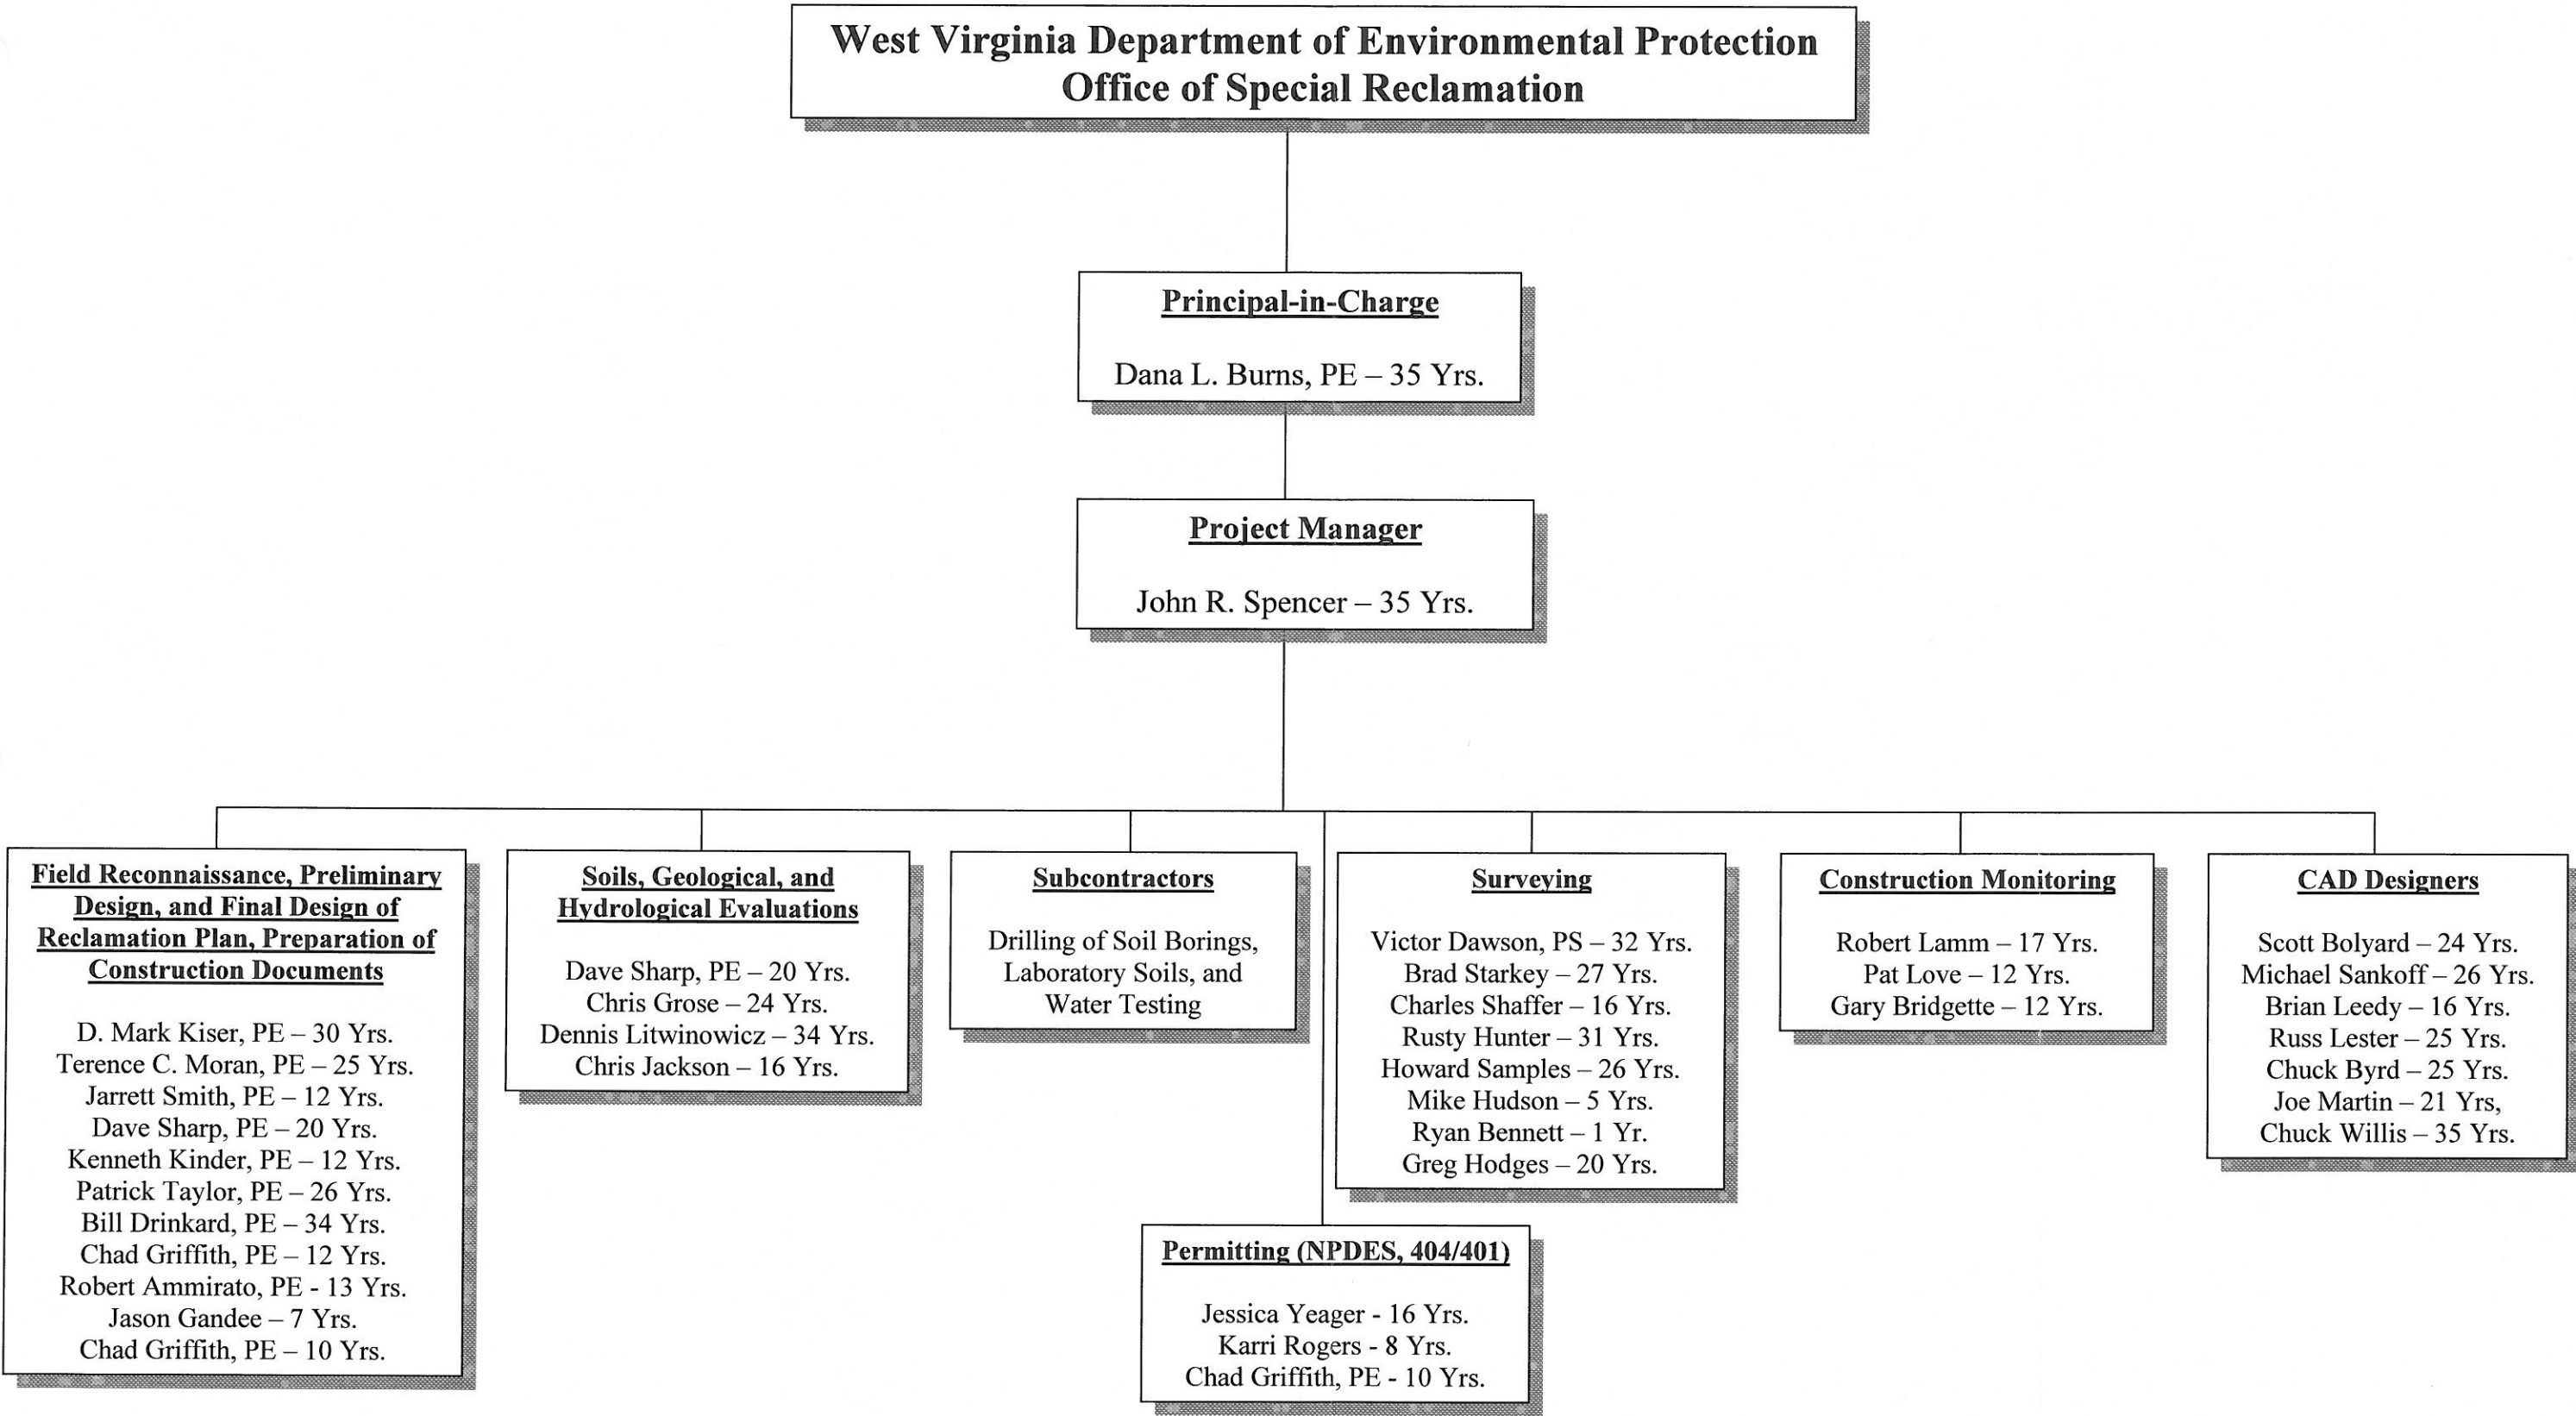 West Virginia Department of Environmental Protection
Office of Special Reclamation
Principal-in-Charge
Dana L. Burns, PE – 35 Yrs.
Project Manager
John R. Spencer – 35 Yrs.
Field Reconnaissance, Preliminary
Design, and Final Design of
Reclamation Plan, Preparation of
Construction Documents
D. Mark Kiser, PE – 30 Yrs.
Terence C. Moran, PE – 25 Yrs.
Jarrett Smith, PE – 12 Yrs.
Dave Sharp, PE – 20 Yrs.
Kenneth Kinder, PE – 12 Yrs.
Patrick Taylor, PE – 26 Yrs.
Bill Drinkard, PE – 34 Yrs.
Chad Griffith, PE – 12 Yrs.
Robert Ammirato, PE - 13 Yrs.
Jason Gandee – 7 Yrs.
Chad Griffith, PE – 10 Yrs.
Soils, Geological, and
Hydrological Evaluations
Dave Sharp, PE – 20 Yrs.
Chris Grose – 24 Yrs.
Dennis Litwinowicz – 34 Yrs.
Chris Jackson – 16 Yrs.
Subcontractors
Drilling of Soil Borings,
Laboratory Soils, and
Water Testing
Surveying
Victor Dawson, PS – 32 Yrs.
Brad Starkey – 27 Yrs.
Charles Shaffer – 16 Yrs.
Rusty Hunter – 31 Yrs.
Howard Samples – 26 Yrs.
Mike Hudson – 5 Yrs.
Ryan Bennett – 1 Yr.
Greg Hodges – 20 Yrs.
Construction Monitoring
Robert Lamm – 17 Yrs.
Pat Love – 12 Yrs.
Gary Bridgette – 12 Yrs.
CAD Designers
Scott Bolyard – 24 Yrs.
Michael Sankoff – 26 Yrs.
Brian Leedy – 16 Yrs.
Russ Lester – 25 Yrs.
Chuck Byrd – 25 Yrs.
Joe Martin – 21 Yrs,
Chuck Willis – 35 Yrs.
Permitting (NPDES, 404/401)
Jessica Yeager - 16 Yrs.
Karri Rogers - 8 Yrs.
Chad Griffith, PE - 10 Yrs.